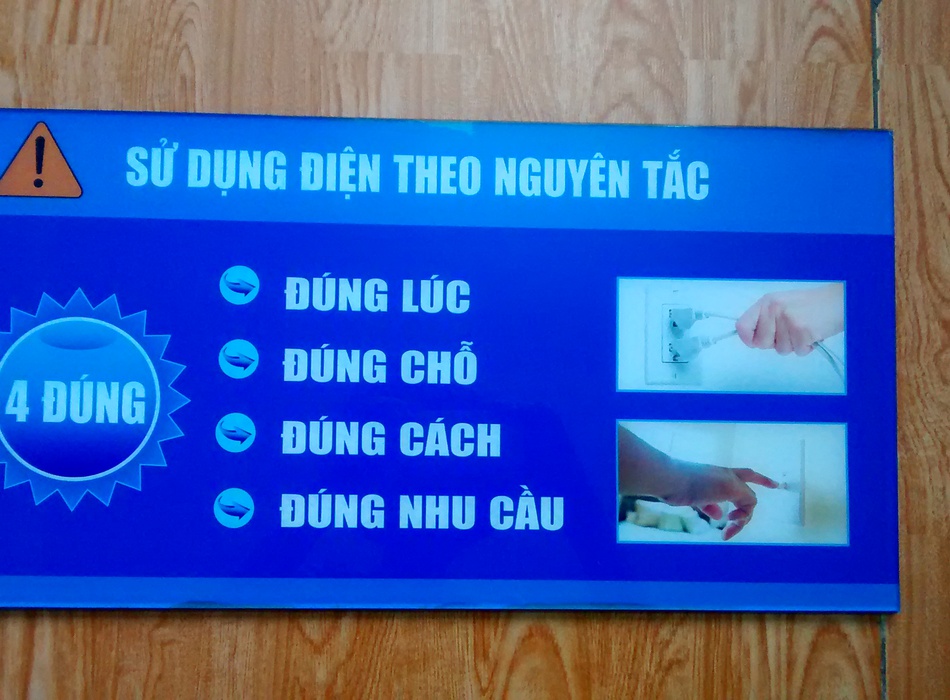 SỬ DỤNG ĐIỆN THEO NGUYÊN TẮC
4 ĐÚNG
ĐÚNG LÚC
ĐÚNG CHỖ
ĐÚNG CÁCH
ĐÚNG NHU CẦU